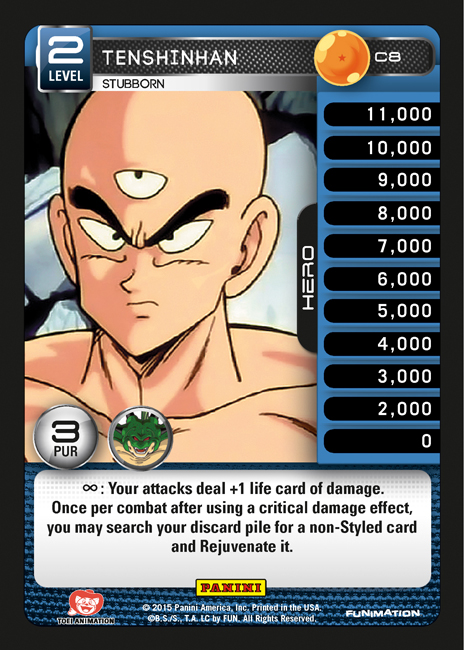 2
LEVEL
TENSHINHAN
C8
STUBBORN
11,000
10,000
9,000
8,000
7,000
6,000
5,000
4,000
3,000
2,000
0
HERO
3
PUR
∞: Your attacks deal +1 life card of damage.
Once per combat after using a critical damage effect,
you may search your discard pile for a non-Styled card
and Rejuvenate it.
PANINI
TOEI ANIMATION
© 2015 Panini America, Inc. Printed in the USA.
©B.S./S., T.A. LC by FUN. All Rights Reserved.
FUNIMATION